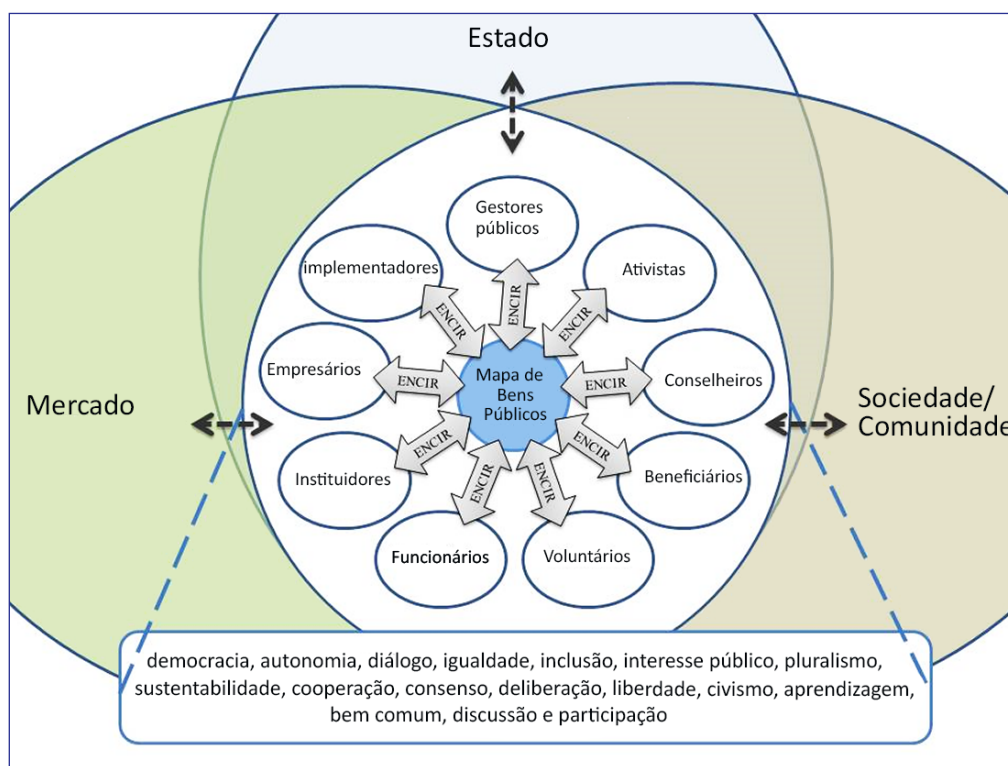 Estado
Gestores
públicos
implementadores
Ativistas
Empresários
Mapa de
Bens
Públicos
Conselheiros
Mercado
Sociedade/
Comunidade
Instituidores
Beneficiários
Funcionários
Voluntários
ENCIR
ENCIR
ENCIR
ENCIR
ENCIR
ENCIR
ENCIR
ENCIR
ENCIR
democracia, autonomia, diálogo, igualdade, inclusão, interesse público, pluralismo,
sustentabilidade, cooperação, consenso, deliberação, liberdade, civismo, aprendizagem,
bem comum, discussão e participação